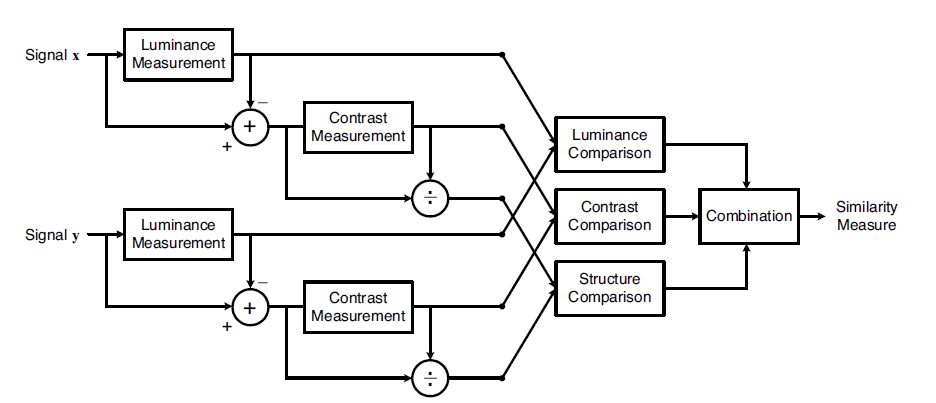 Signal x
Luminance
Measurement
−
+
+
Contrast
Measurement
÷
Signal y
Luminance
Measurement
−
+
+
Contrast
Measurement
÷
Luminance
Comparison
Contrast
Comparison
Structure
Comparison
Combination
Similarity
Measure